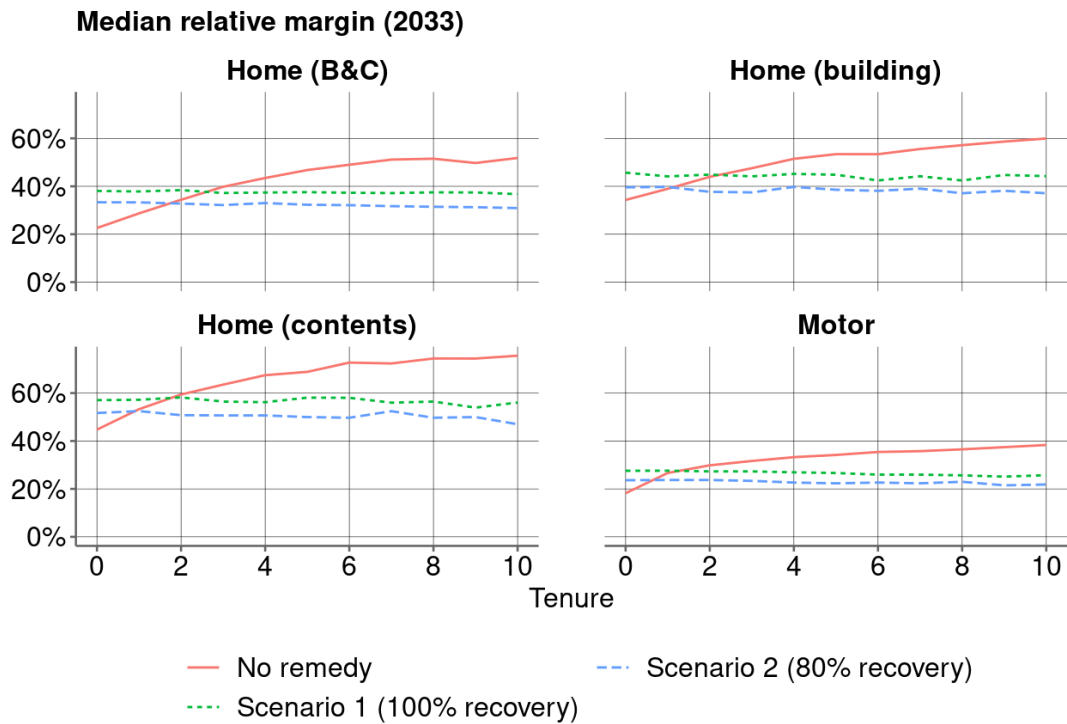 Median relative margin (2033)
Home (B&C)
Home (building)
60%
40%
20%
0%
Home (contents)
Motor
60%
40%
20%
0%
0 2 4 6 8 10 0 2 4 6 8 10
Tenure
No remedy
Scenario 2 (80% recovery)
Scenario 1 (100% recovery)